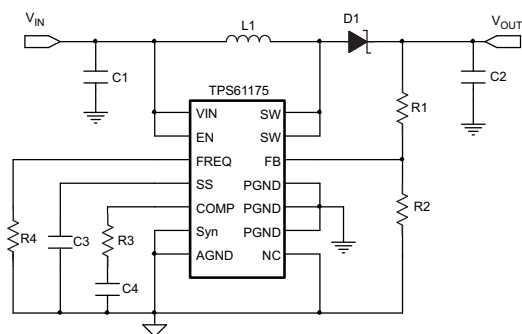 VIN
L1
D1
VOUT
C1
TPS61175
C2
VIN
SW
R1
EN
SW
FREQ
FB
SS
PGND
R2
COMP
PGND
R4
C3
R3
Syn
PGND
AGND
NC
C4